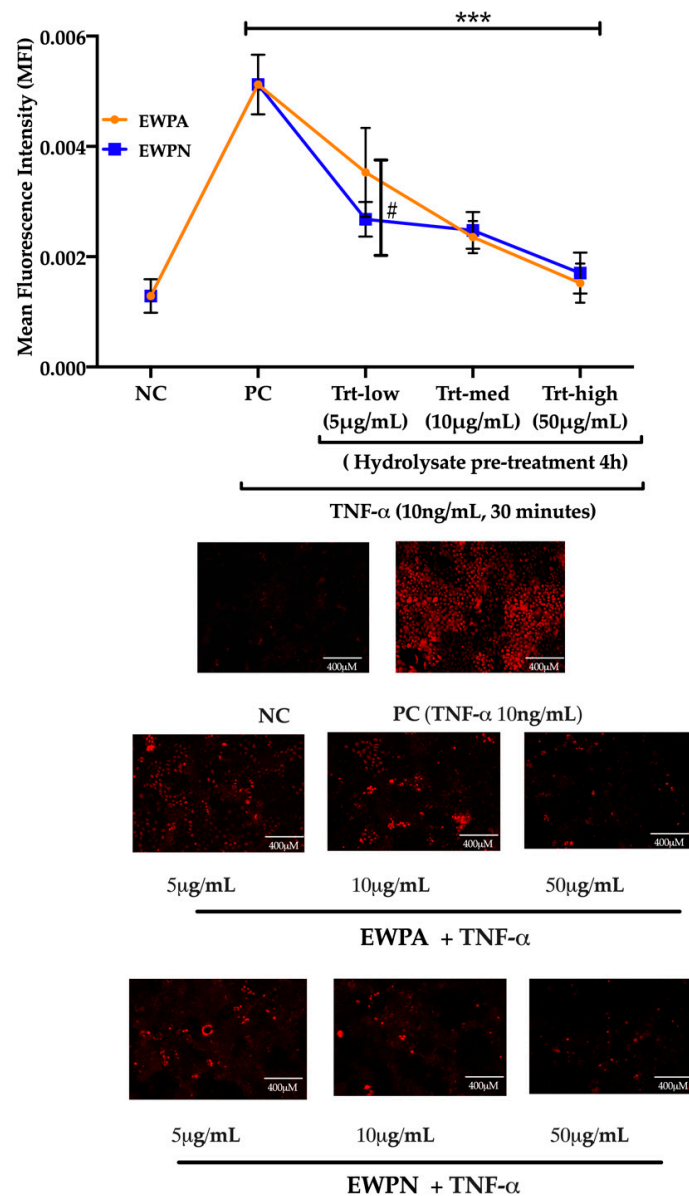 ***
0.006
0.004
0.002
0.000
Mean Fluorescence Intensity (MFI)
EWPA
EWPN
#
NC PC Trt-low Trt-med Trt-high
(5µg/mL) (10µg/mL) (50µg/mL)
( Hydrolysate pre-treatment 4h)
TNF-α (10ng/mL, 30 minutes)
400µM 400µM
NC PC (TNF-α 10ng/mL)
400µM 400µM 400µM
5µg/mL 10µg/mL 50µg/mL
EWPA + TNF-α
400µM 400µM 400µM
5µg/mL 10µg/mL 50µg/mL
EWPN + TNF-α